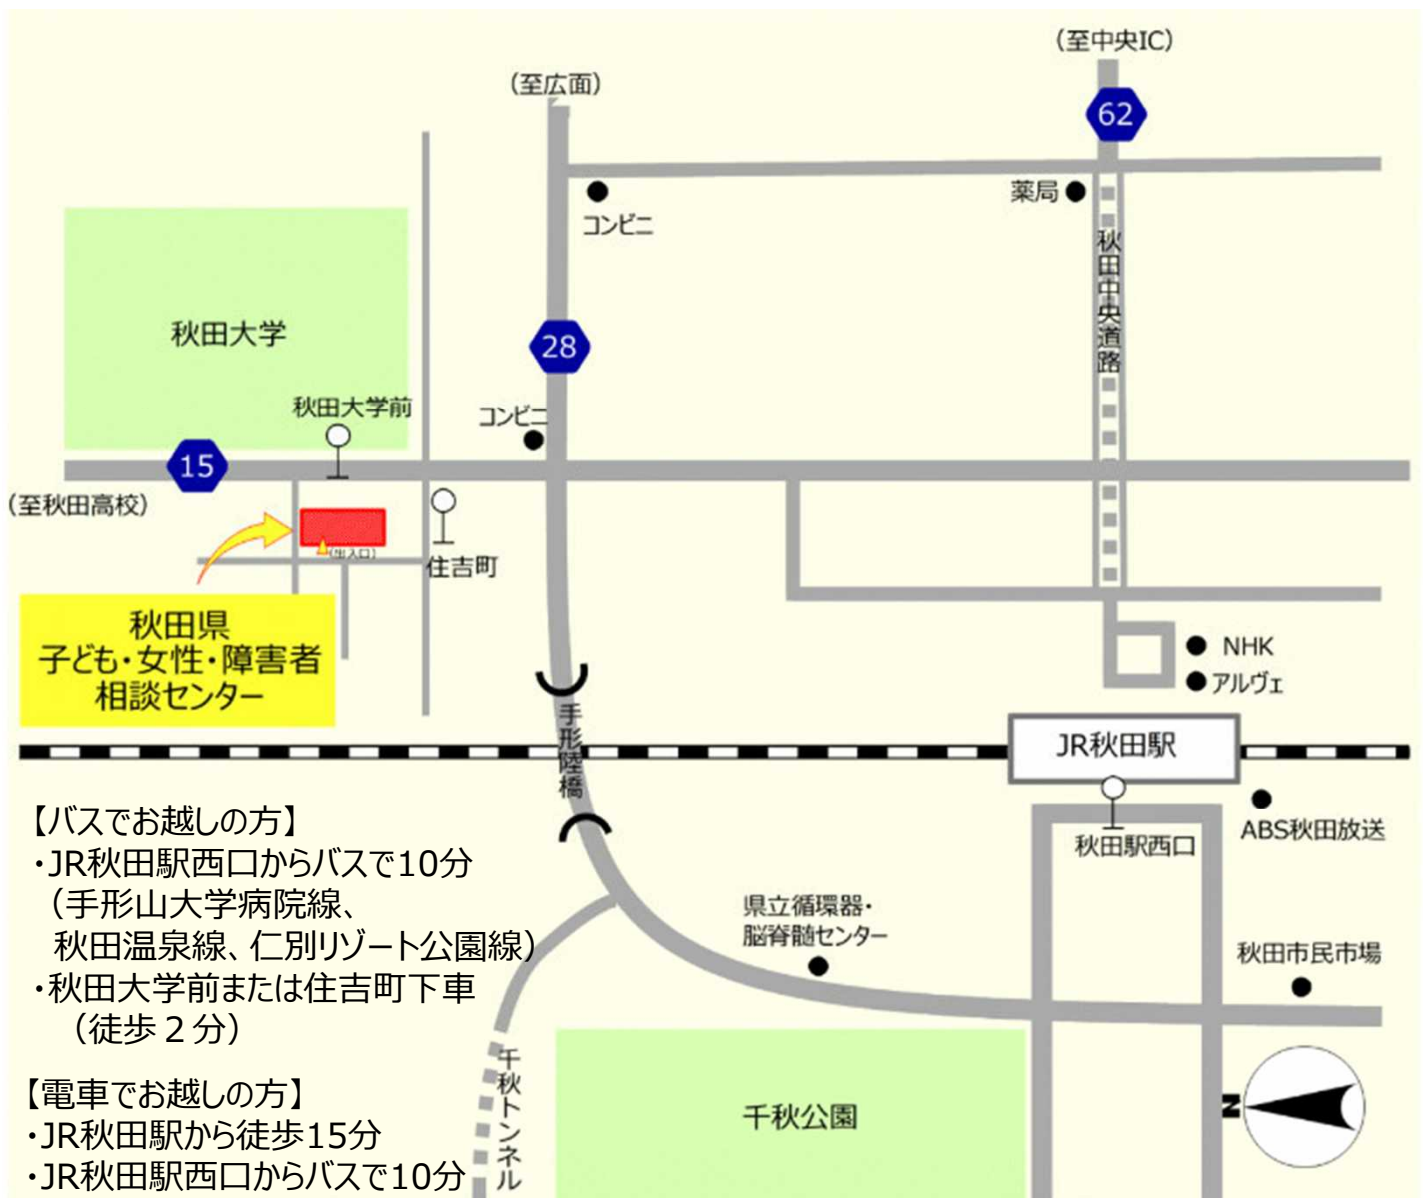 （至中央IC）
（至広面）
62
薬局
コンビニ
秋田中央道路
秋田大学
28
秋田大学前
コンビニ
15
（至秋田高校）
（出入口）
住吉町
秋田県
子ども・女性・障害者
相談センター
NHK
アルヴェ
手形陸橋
JR秋田駅
ABS秋田放送
秋田駅西口
【バスでお越しの方】
・JR秋田駅西口からバスで10分
（手形山大学病院線、
秋田温泉線、仁別リゾート公園線）
・秋田大学前または住吉町下車
（徒歩２分）
県立循環器・
脳脊髄センター
秋田市民市場
千秋トンネル
千秋公園
N
【電車でお越しの方】
・JR秋田駅から徒歩15分
・JR秋田駅西口からバスで10分